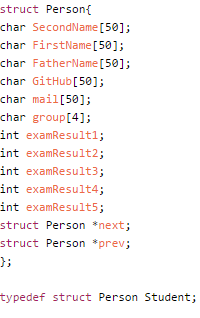 struct Person{
char SecondName[50];
char FirstName[50];
char FatherName[50];
char GitHub[50];
char mail[50];
char group[4];
int examResult1;
int examResult2;
int examResult3;
int examResult4;
int examResult5;
struct Person *next;
struct Person *prev;
};
typedef struct Person Student;